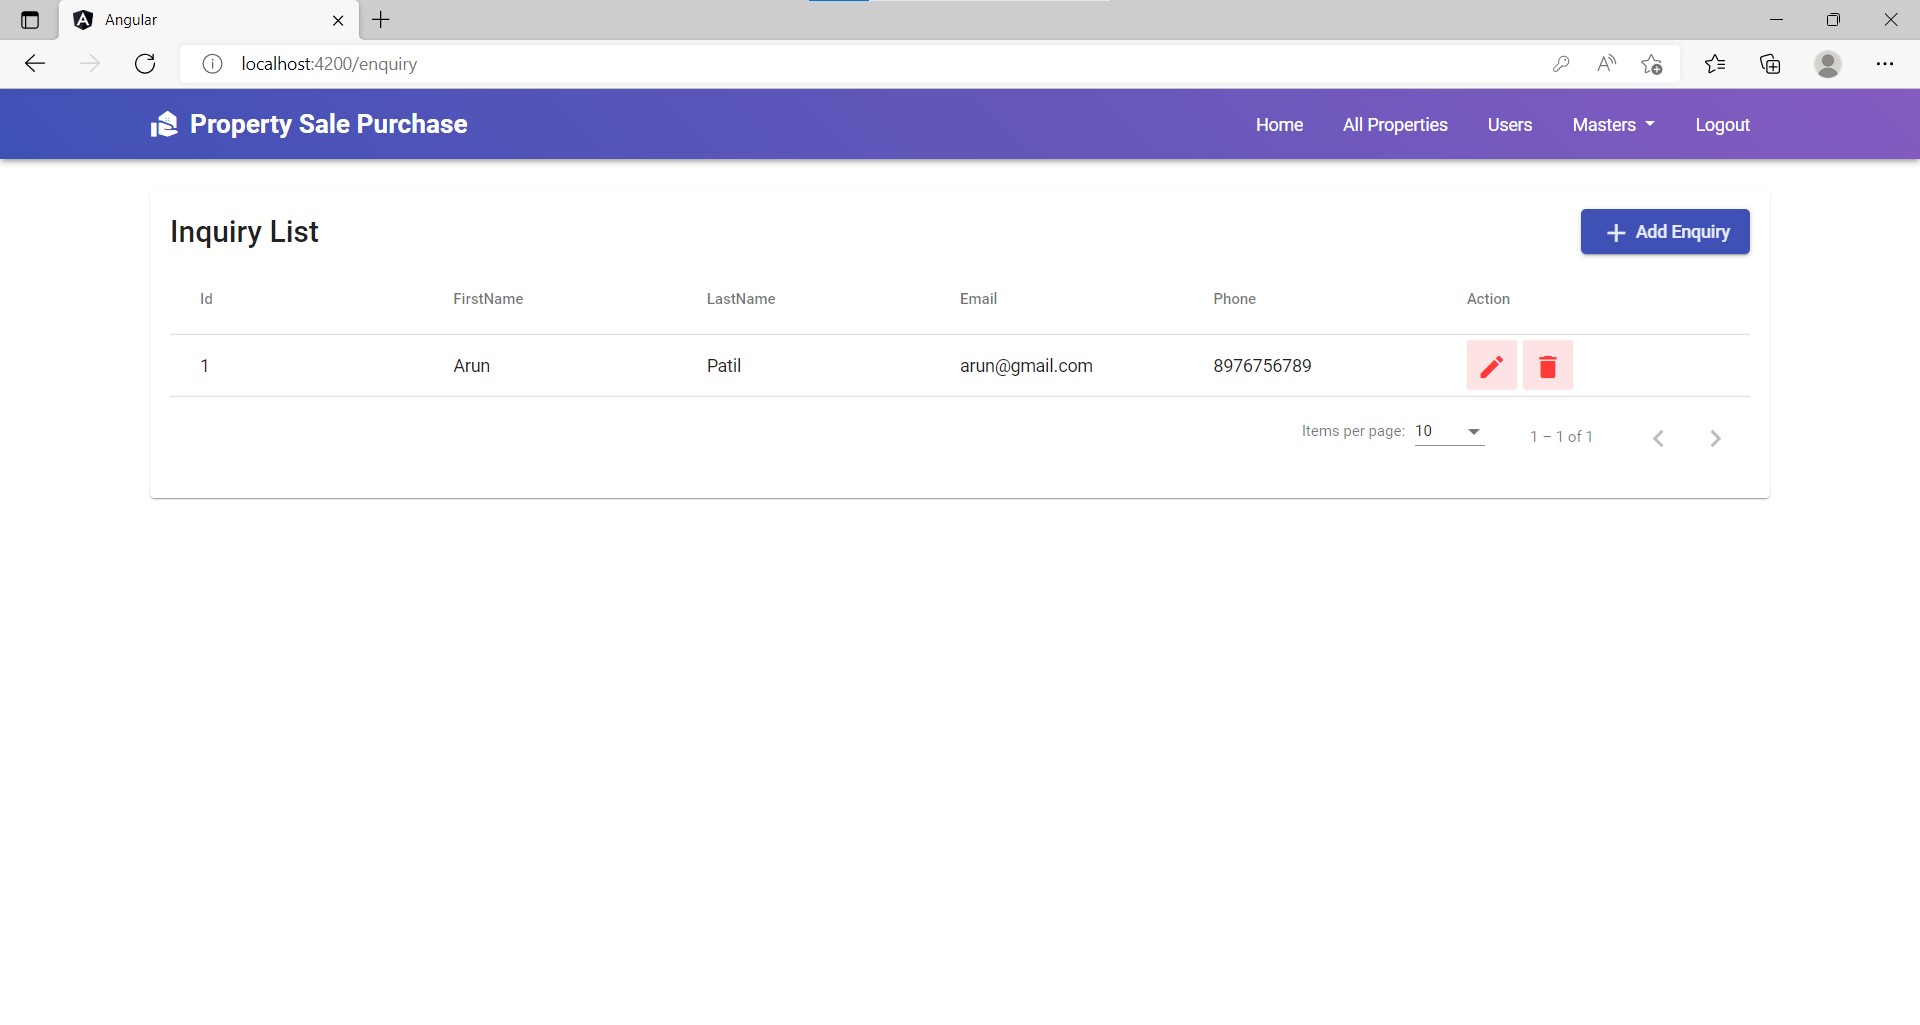 Angular
localhost:4200/enquiry
Property Sale Purchase
Home All Properties Users Masters Logout
Inquiry List
Add Enquiry
Id FirstName LastName Email Phone Action
1 Arun Patil arun@gmail.com 8976756789
Items per page: 10 1 – 1 of 1